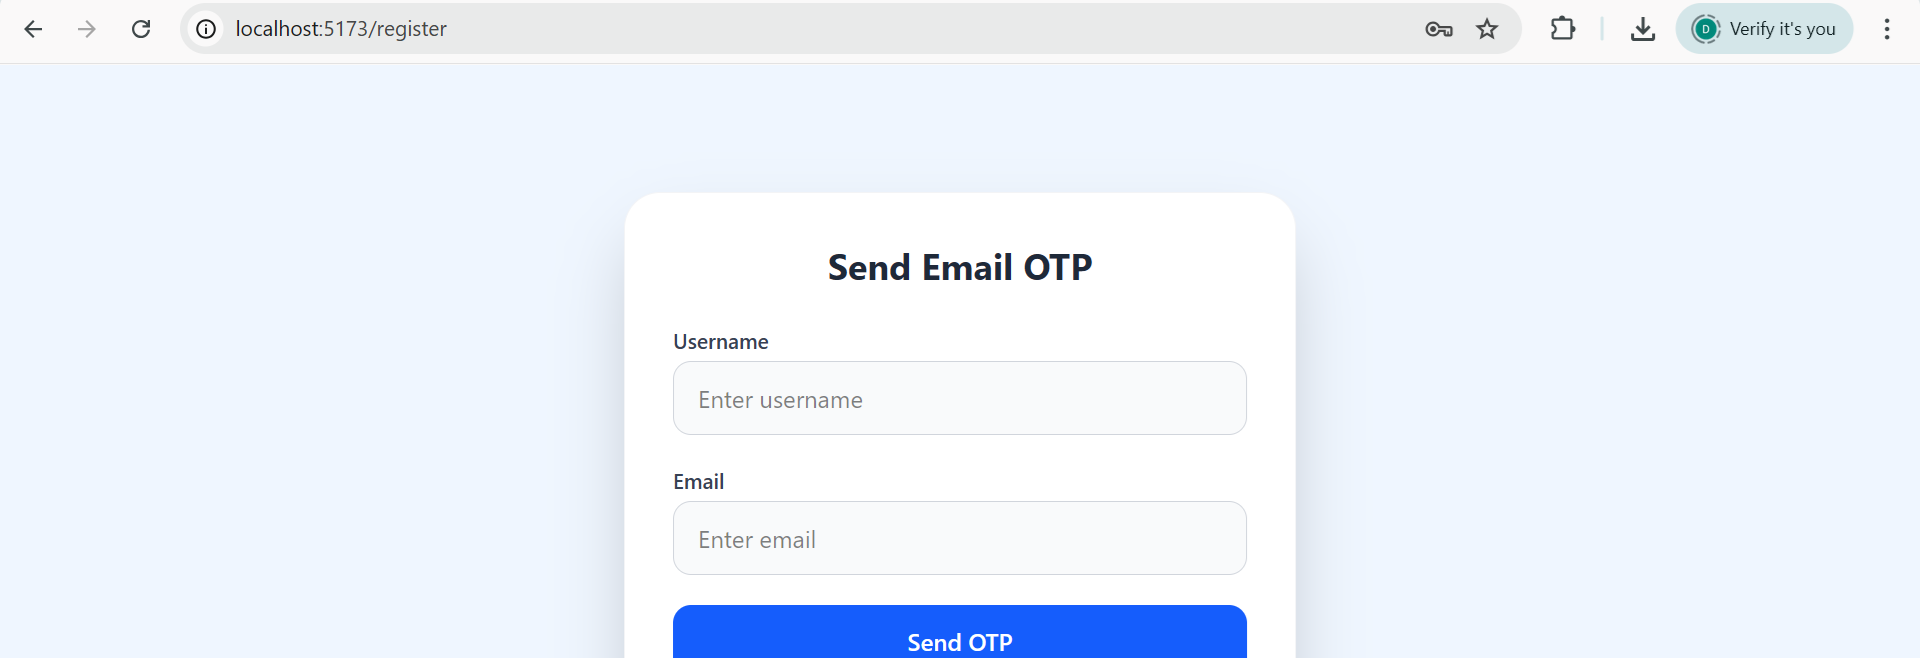 localhost:5173/register
D
Verify it's you
Send Email OTP
Username
Enter username
Email
Enter email
Send OTP